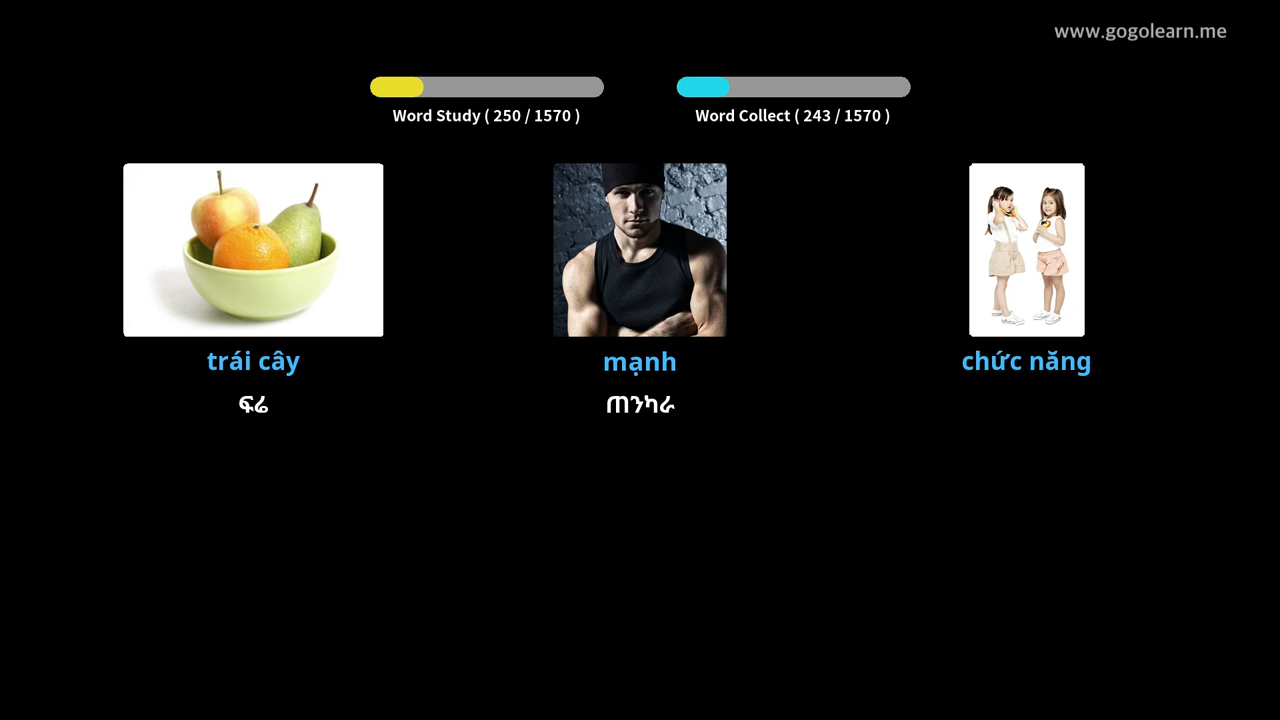 www.gogolearn.me
Word Study ( 250 / 1570 )
Word Collect ( 243 / 1570 )
trái cây
mạnh
chức năng
ፍሬ
ጠንካራ